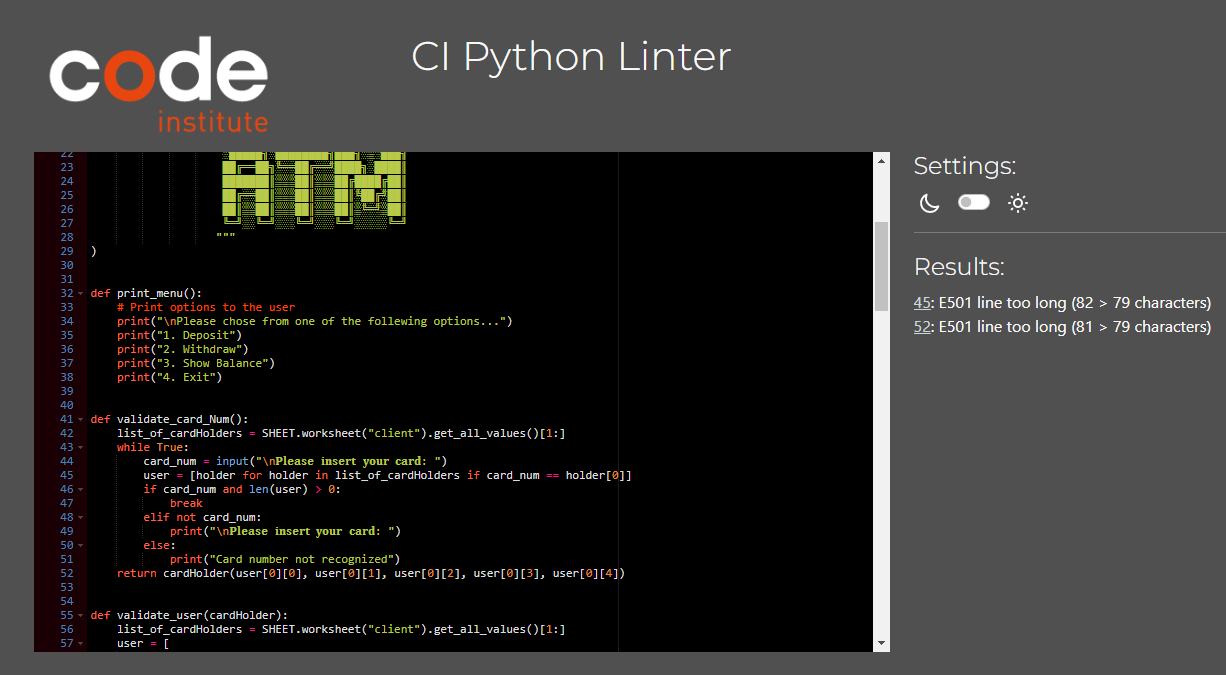 code
institute
CI Python Linter
22
23
24
25
26
27
28 """
29 )
30
31
32 def print_menu():
33 # Print options to the user
34 print("\nPlease chose from one of the follewing options...")
35 print("1. Deposit")
36 print("2. Withdraw")
37 print("3. Show Balance")
38 print("4. Exit")
39
40
41 def validate_card_Num():
42 list_of_cardHolders = SHEET.worksheet("client").get_all_values()[1:]
43 while True:
44 card_num = input("\nPlease insert your card: ")
45 user = [holder for holder in list_of_cardHolders if card_num == holder[0]]
46 if card_num and len(user) > 0:
47 break
48 elif not card_num:
49 print("\nPlease insert your card: ")
50 else:
51 print("Card number not recognized")
52 return cardHolder(user[0][0], user[0][1], user[0][2], user[0][3], user[0][4])
53
54
55 def validate_user(cardHolder):
56 list_of_cardHolders = SHEET.worksheet("client").get_all_values()[1:]
57 user = [
Settings:
Results:
45: E501 line too long (82 > 79 characters)
52: E501 line too long (81 > 79 characters)